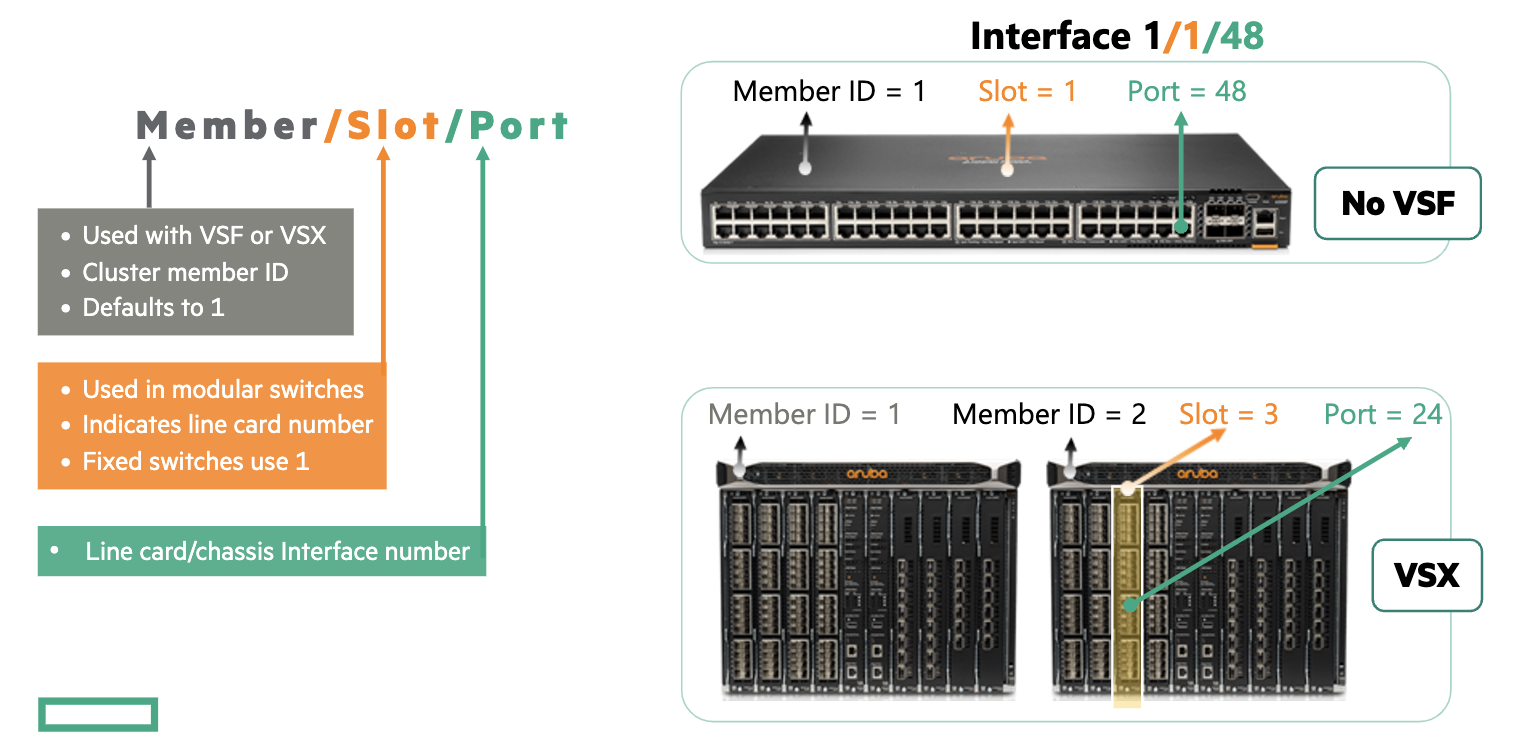 Member/Slot/Port
• Used with VSF or VSX
• Cluster member ID
• Defaults to 1
• Used in modular switches
• Indicates line card number
• Fixed switches use 1
• Line card/chassis Interface number
Interface 1/1/48
Member ID = 1
Slot = 1
Port = 48
aruba
No VSF
Member ID = 1
Member ID = 2
Slot = 3
Port = 24
aruba
aruba
VSX